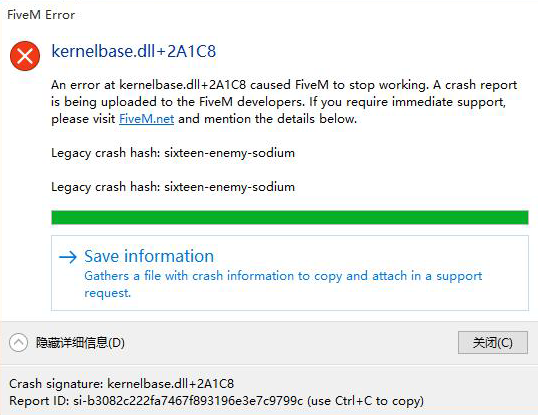 FiveM Error
kernelbase.dll+2A1C8
An error at kernelbase.dll+2A1C8 caused FiveM to stop working. A crash report
is being uploaded to the FiveM developers. If you require immediate support,
please visit FiveM.net and mention the details below.
Legacy crash hash: sixteen-enemy-sodium
Legacy crash hash: sixteen-enemy-sodium
Save information
Gathers a file with crash information to copy and attach in a support
request.
隐藏详细信息(D)
关闭(C)
Crash signature: kernelbase.dll+2A1C8
Report ID: si-b3082c222fa7467f893196e3e7c9799c (use Ctrl+C to copy)